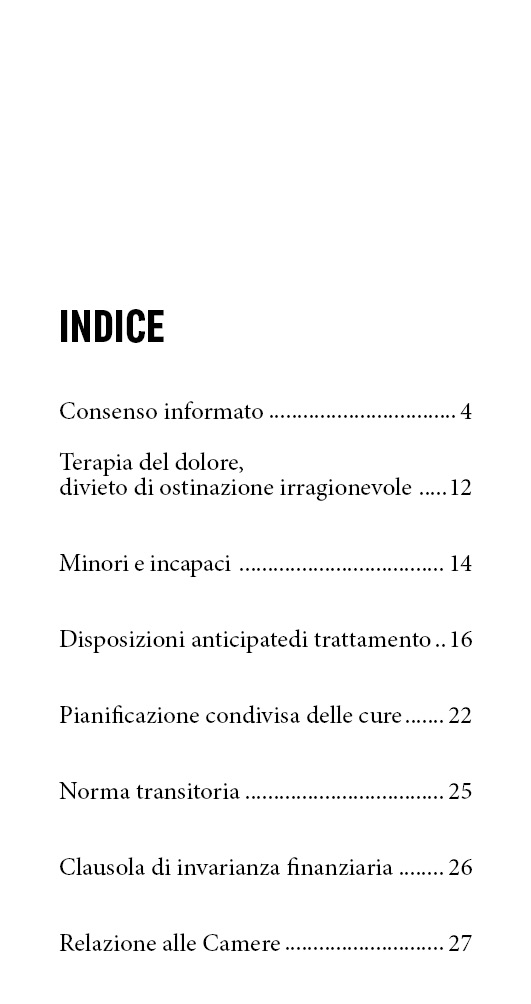 INDICE
Consenso informato ................................ 4
Terapia del dolore,
divieto di ostinazione irragionevole .....12
Minori e incapaci .................................... 14
Disposizioni anticipatedi trattamento..16
Pianificazione condivisa delle cure.......22
Norma transitoria ................................... 25
Clausola di invarianza finanziaria ........26
Relazione alle Camere............................27